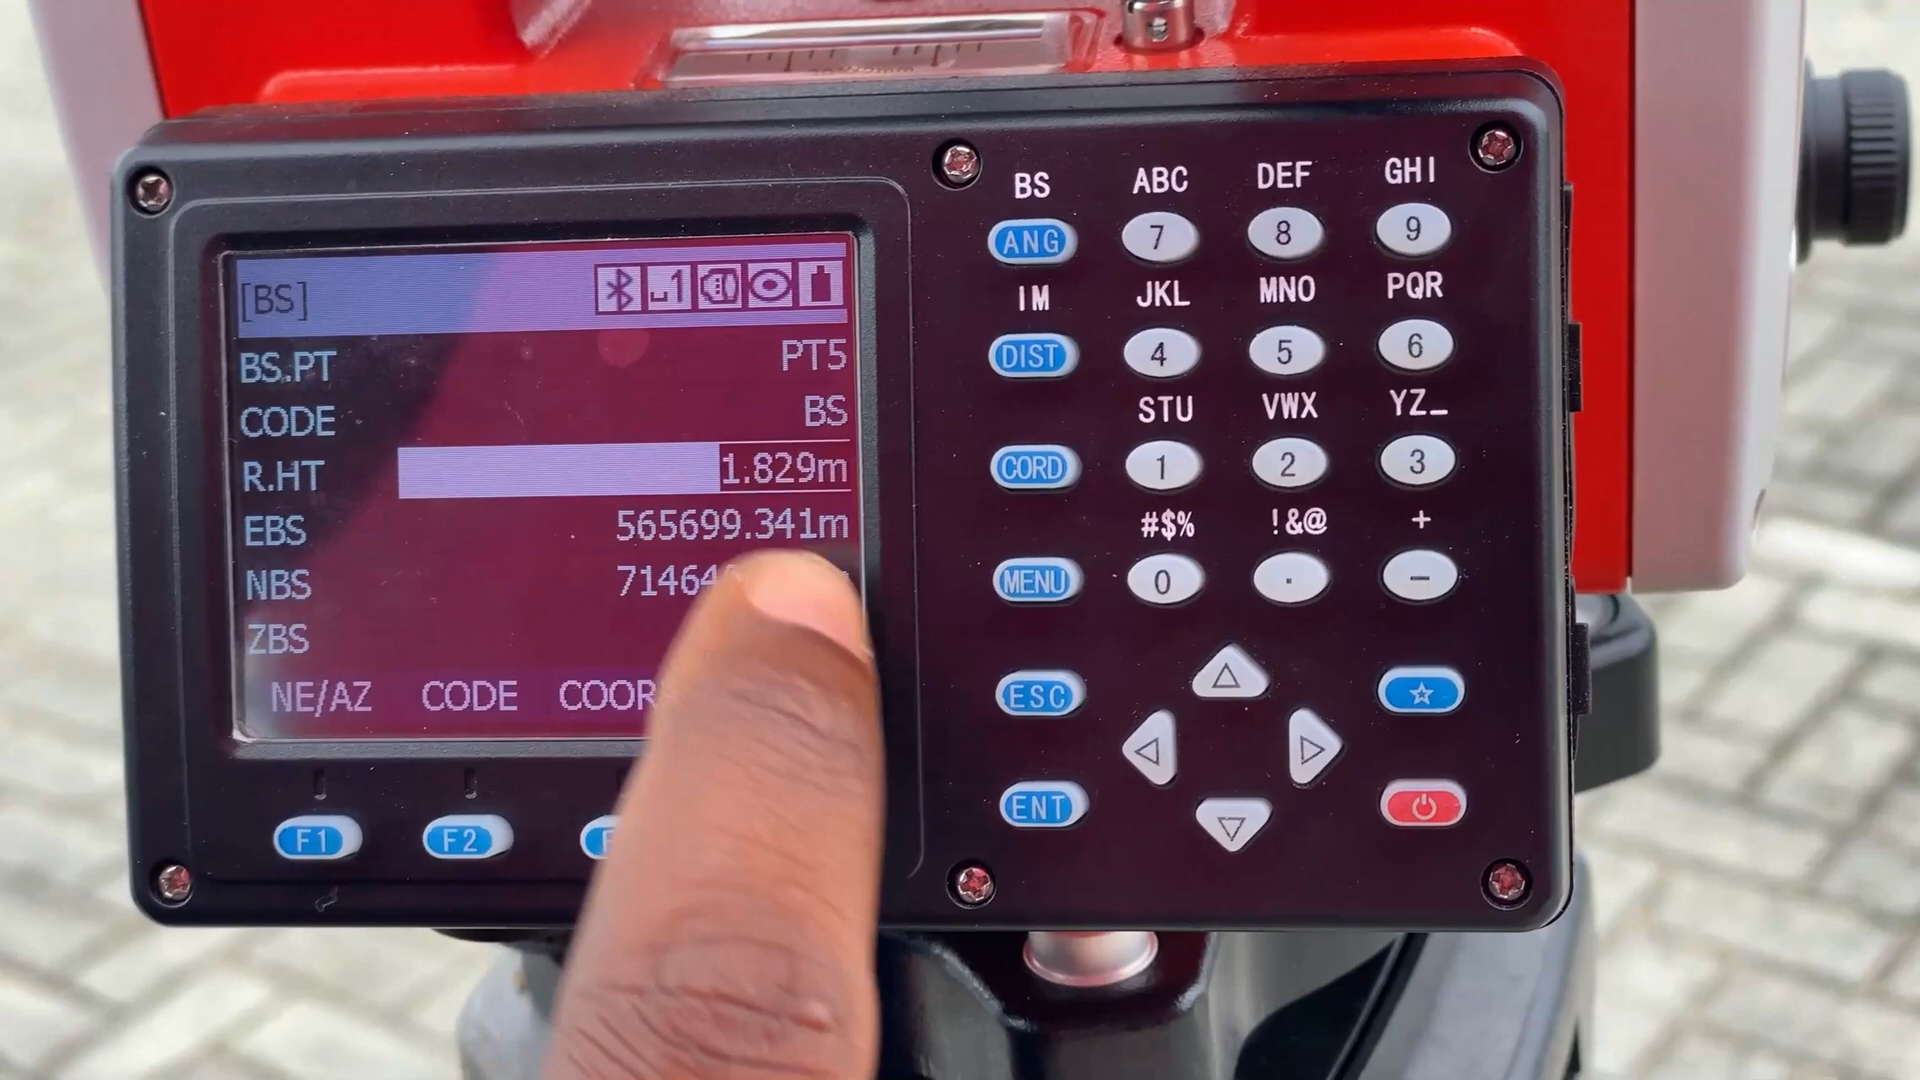 [BS]
BS.PT PT5
CODE BS
R.HT 1.829m
EBS 565699.341m
NBS
ZBS
NE/AZ CODE
F1 F2
BS ABC DEF GHI
ANG 7 8 9
IM JKL MNO PQR
DIST 4 5 6
STU VWX YZ_
CORD 1 2 3
#$% !&@ +
MENU 0 . -
ESC
ENT